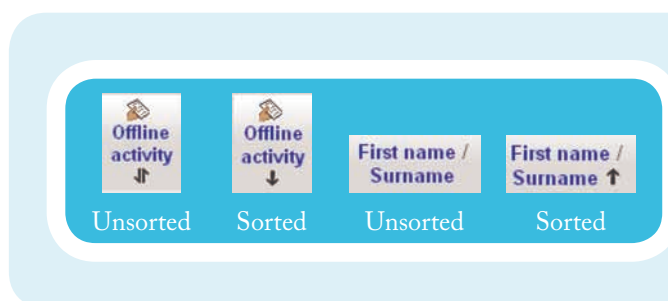 Offline
activity
Unsorted
Offline
activity
Sorted
First name /
Surname
Unsorted
First name /
Surname
Sorted